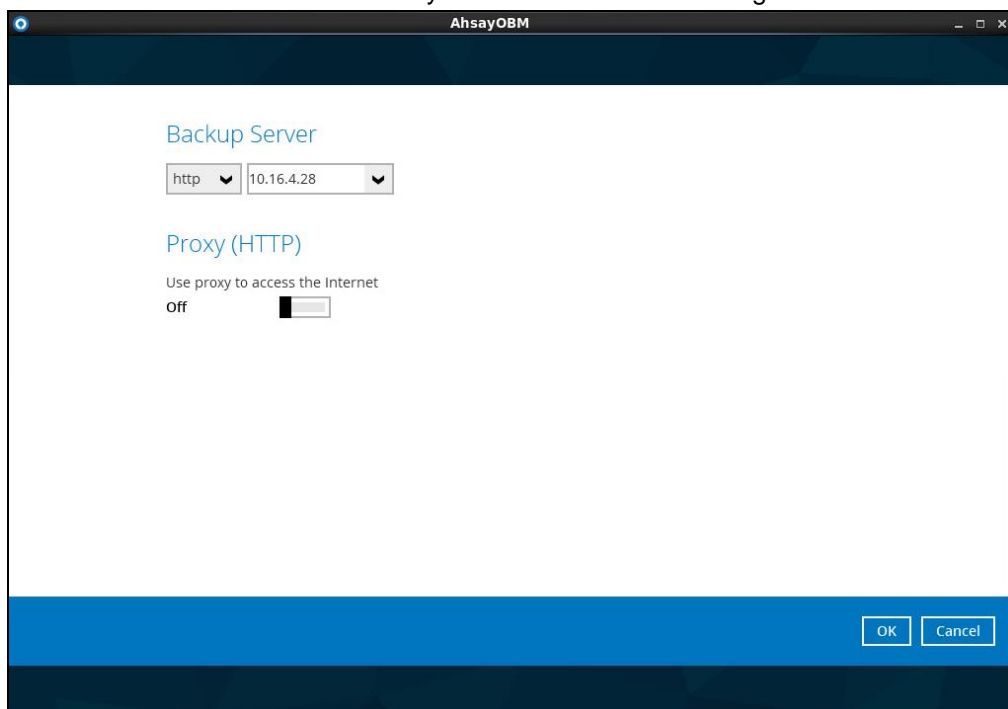 AhsayOBM
Backup Server
http 10.16.4.28
Proxy (HTTP)
Use proxy to access the Internet
Off
OK Cancel